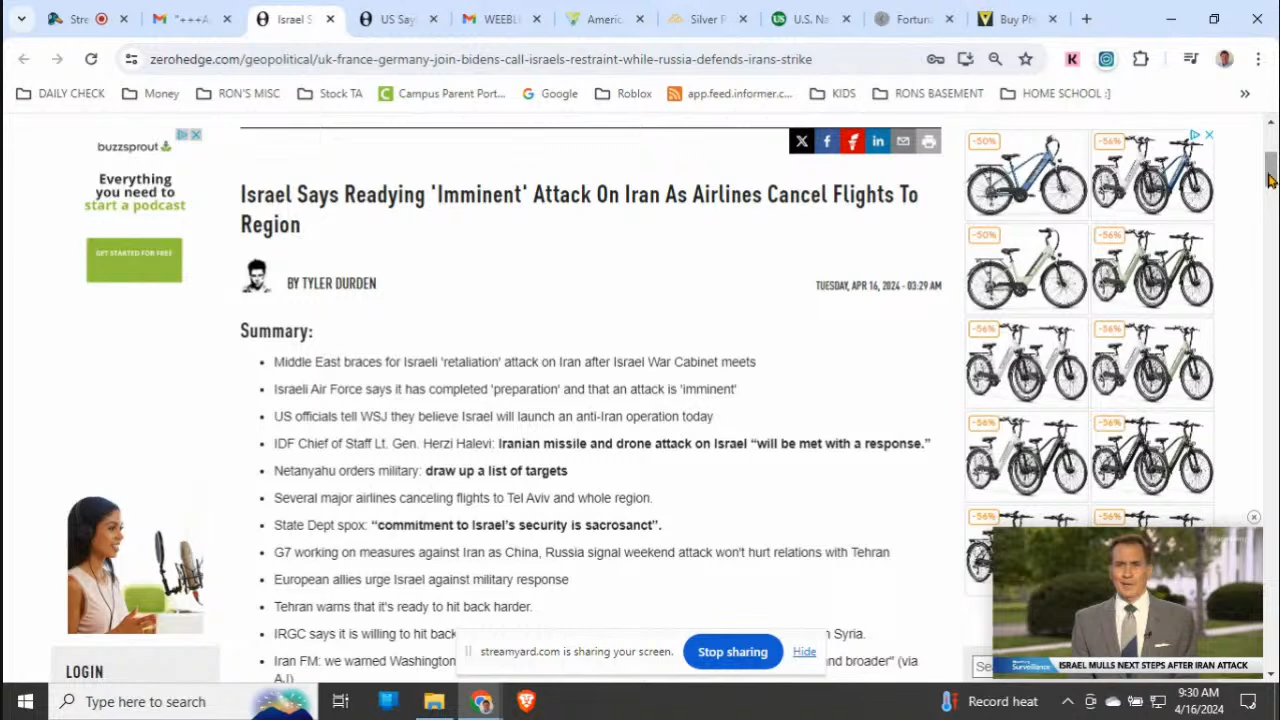 Stre
"++A
Israel S
US Say
WEEBL
Americ
Silver P
U.S. Na
Fortuna
Buy Ph
zerohedge.com/geopolitical/uk-france-germany-join-bidens-call-israels-restraint-while-russia-defends-irans-strike
DAILY CHECK
Money
RON'S MISC
Stock TA
Campus Parent Port...
Google
Roblox
app.feed.informer.c...
KIDS
RONS BASEMENT
HOME SCHOOL :]
buzzsprout
Everything
you need to
start a podcast
GET STARTED FOR FREE
Israel Says Readying 'Imminent' Attack On Iran As Airlines Cancel Flights To
Region
BY TYLER DURDEN
TUESDAY, APR 16, 2024 - 03:29 AM
Summary:
Middle East braces for Israeli 'retaliation' attack on Iran after Israel War Cabinet meets
Israeli Air Force says it has completed 'preparation' and that an attack is 'imminent'
US officials tell WSJ they believe Israel will launch an anti-Iran operation today
IDF Chief of Staff Lt. Gen. Herzi Halevi: Iranian missile and drone attack on Israel “will be met with a response.”
Netanyahu orders military: draw up a list of targets
Several major airlines canceling flights to Tel Aviv and whole region.
State Dept spox: “commitment to Israel’s security is sacrosanct”.
G7 working on measures against Iran as China, Russia signal weekend attack won't hurt relations with Tehran
European allies urge Israel against military response
Tehran warns that it's ready to hit back harder.
IRGC says it is willing to hit back n Syria.
Iran FM: we warned Washington and broader" (via
AJ)
-50%
-56%
-50%
-56%
-56%
-56%
-56%
-56%
-56%
-56%
Surveillance
ISRAEL MULLS NEXT STEPS AFTER IRAN ATTACK
streamyard.com is sharing your screen.
Stop sharing
Hide
LOGIN
Se
Type here to search
Record heat
9:30 AM
4/16/2024